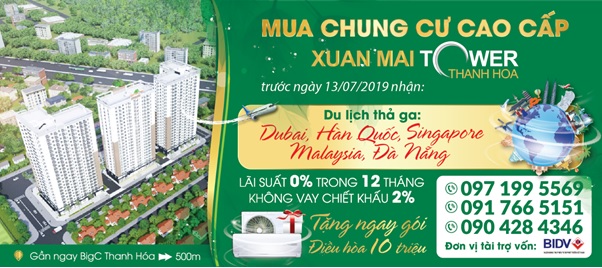 MUA CHUNG CƯ CAO CẤP
XUAN MAI TOWER
THANH HOA
trước ngày 13/07/2019 nhận:
Du lịch thả ga:
Dubai, Hàn Quốc, Singapore
Malaysia, Đà Nẵng
LÃI SUẤT 0% TRONG 12 THÁNG
KHÔNG VAY CHIẾT KHẤU 2%
Tặng ngay gói
Điều hòa 10 triệu
097 199 5569
091 766 5151
090 428 4346
Đơn vị tài trợ vốn: BIDV
Gần ngay BigC Thanh Hóa 500m